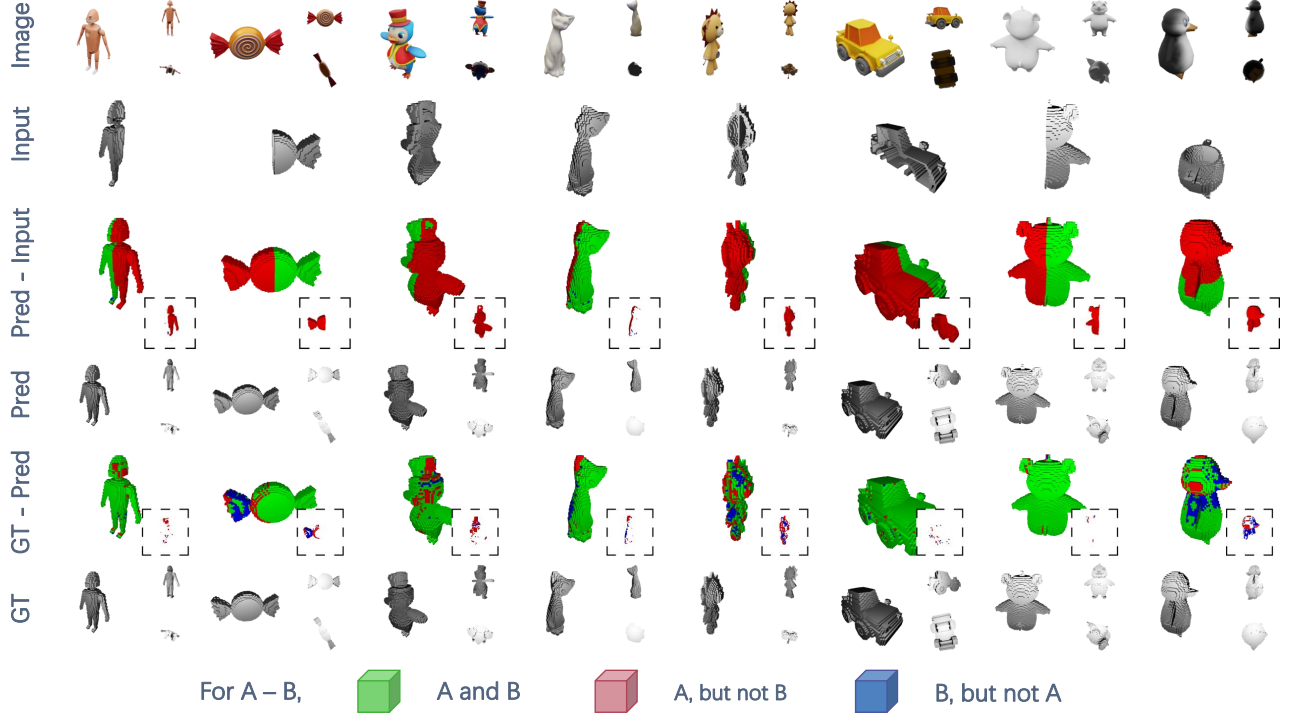 Image
Input
Pred - Input
Pred
GT - Pred
GT
For A – B, A and B A, but not B B, but not A